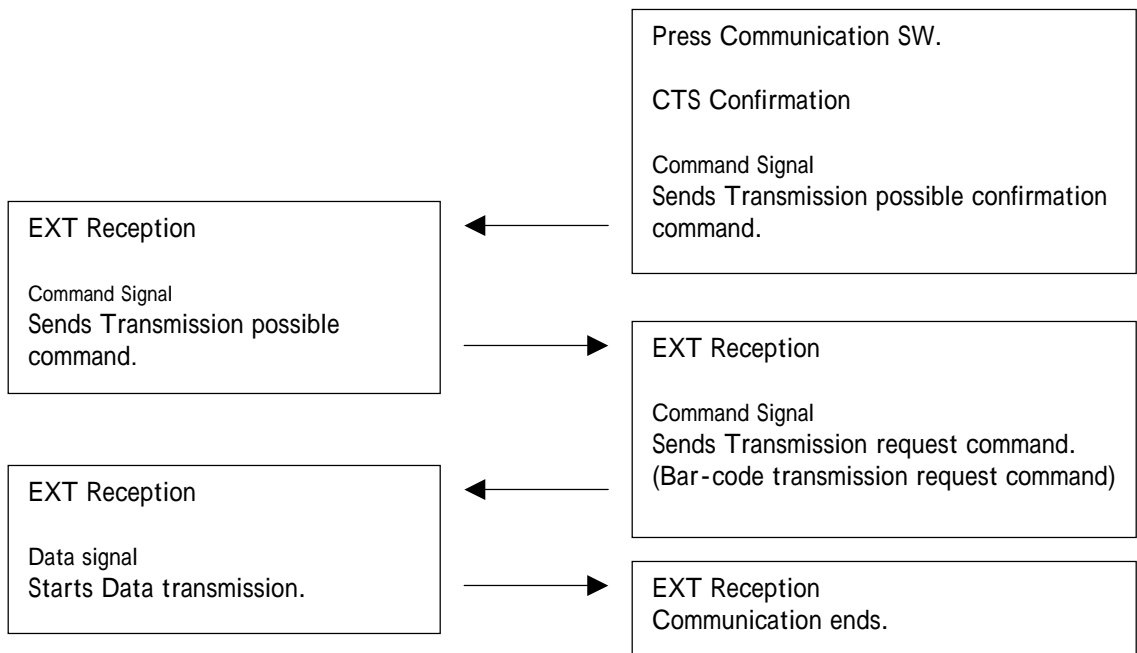 Press Communication SW.
CTS Confirmation
Command Signal
Sends Transmission possible confirmation
command.
EXT Reception
Command Signal
Sends Transmission possible
command.
EXT Reception
Command Signal
Sends Transmission request command.
(Bar-code transmission request command)
EXT Reception
Data signal
Starts Data transmission.
EXT Reception
Communication ends.